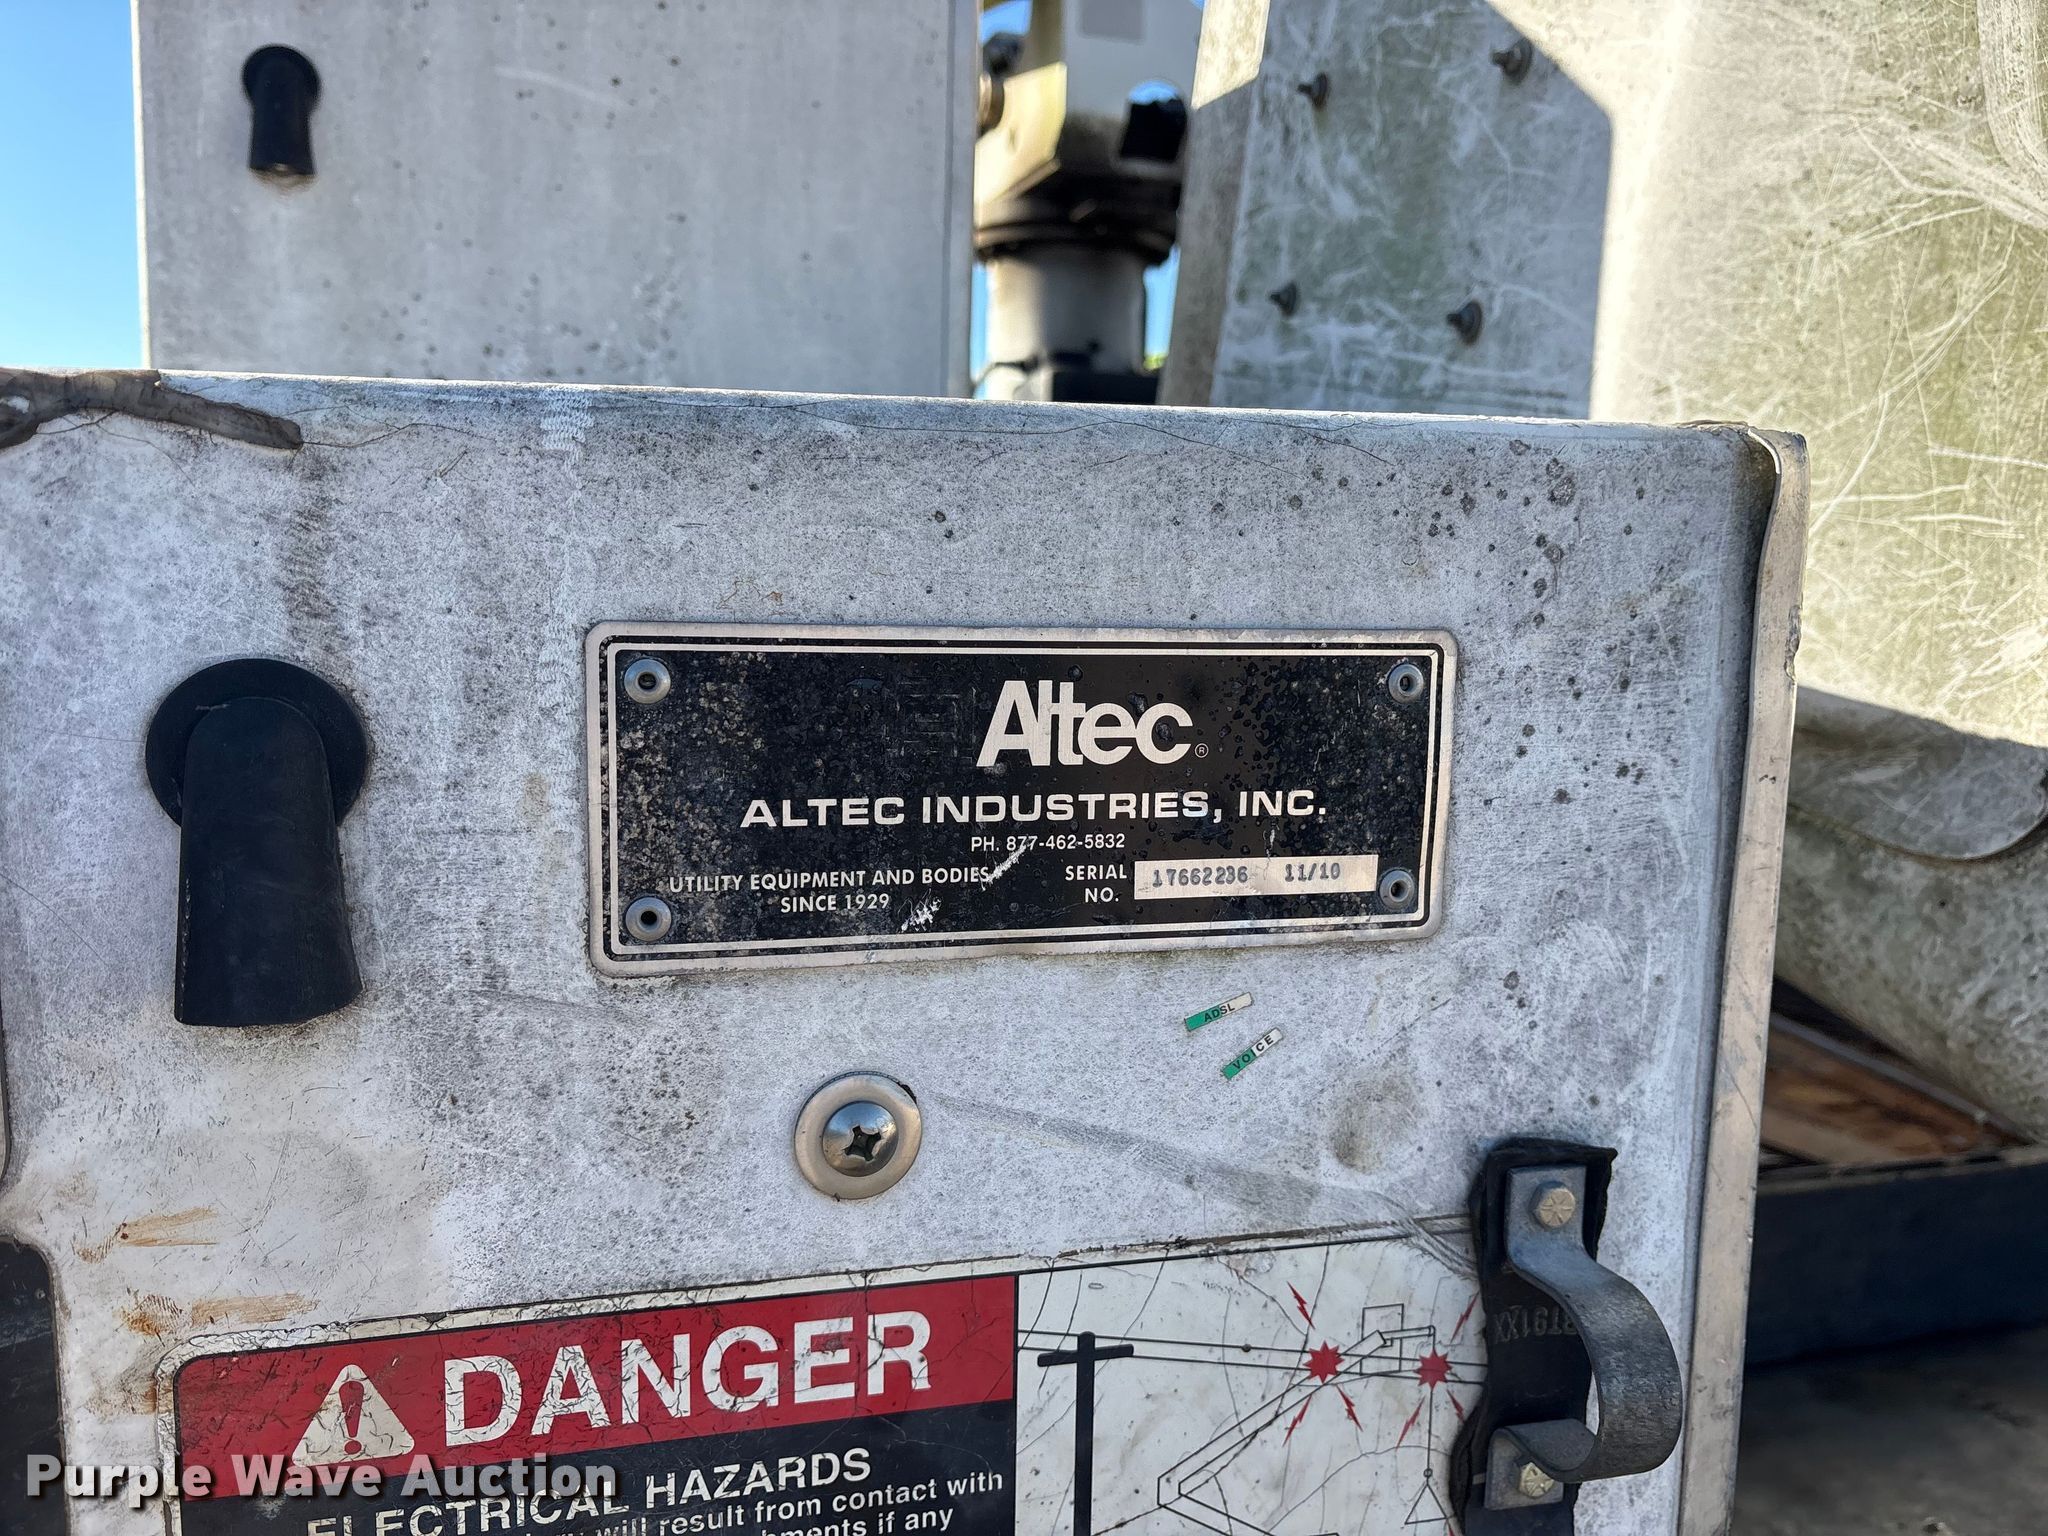 Altec®
ALTEC INDUSTRIES, INC.
PH. 877-462-5832
UTILITY EQUIPMENT AND BODIES
SINCE 1929
SERIAL
NO.
17662236 11/10
ADSL
VOICE
DANGER
ELECTRICAL HAZARDS
will result from contact with
if any
Purple Wave Auction